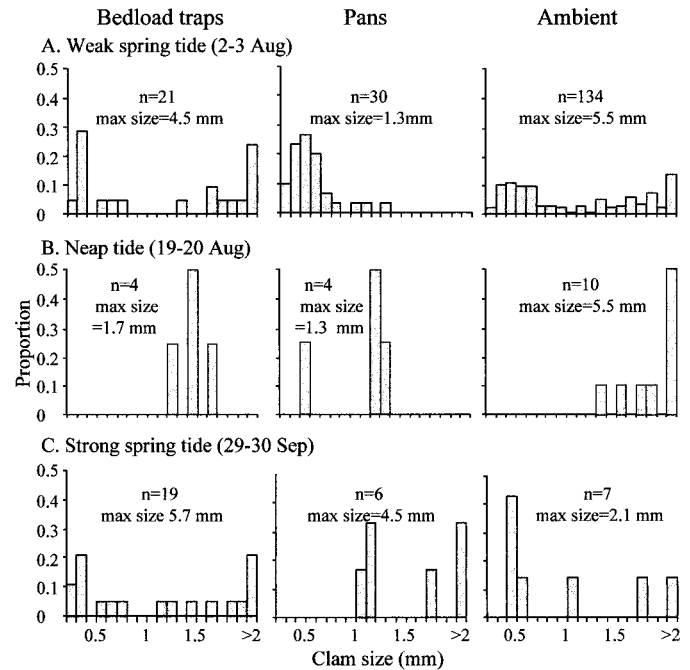 Bedload traps Pans Ambient
A. Weak spring tide (2-3 Aug)
0.5
0.4
0.3
0.2
0.1
0
n=21
max size=4.5 mm
n=30
max size=1.3mm
n=134
max size=5.5 mm
B. Neap tide (19-20 Aug)
Proportion
0.5
0.4
0.3
0.2
0.1
0
n=4
max size
=1.7 mm
n=4
max size
=1.3 mm
n=10
max size=5.5 mm
C. Strong spring tide (29-30 Sep)
0.5
0.4
0.3
0.2
0.1
0
n=19
max size 5.7 mm
n=6
max size=4.5 mm
n=7
max size=2.1 mm
0.5 1 1.5 >2 0.5 1 1.5 >2 0.5 1 1.5 >2
Clam size (mm)